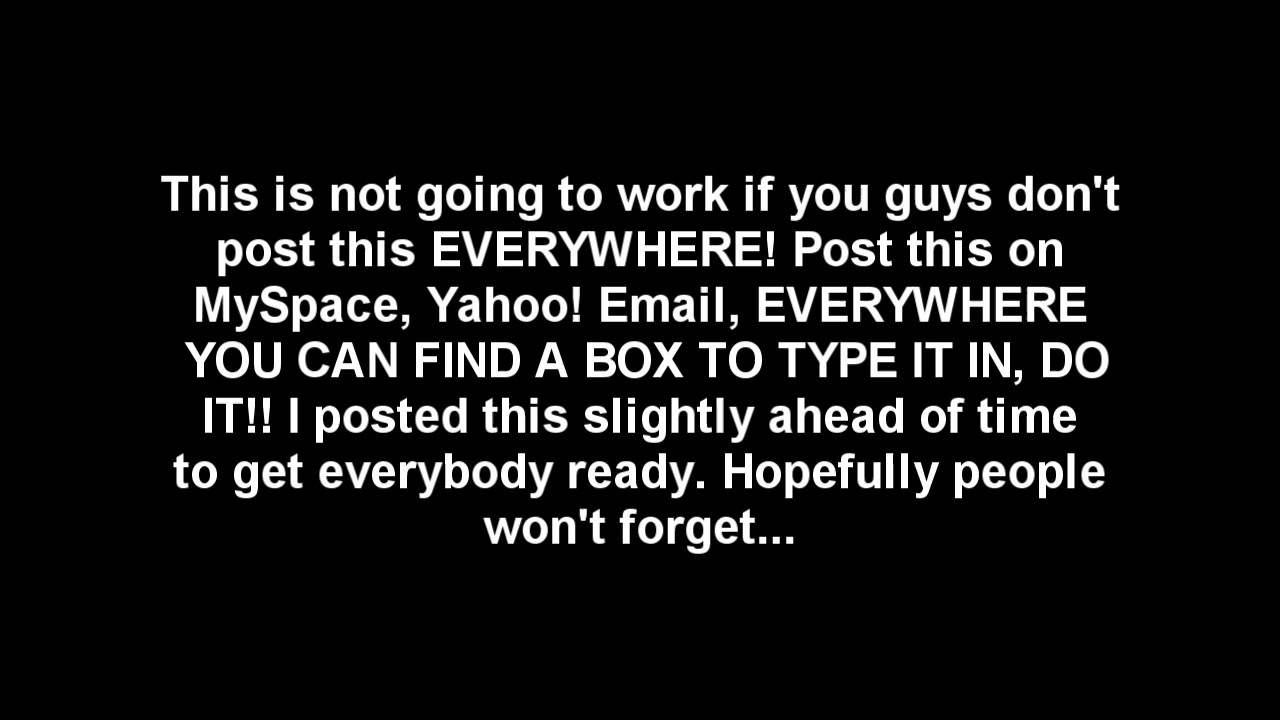 This is not going to work if you guys don't
post this EVERYWHERE! Post this on
MySpace, Yahoo! Email, EVERYWHERE
YOU CAN FIND A BOX TO TYPE IT IN, DO
IT!! I posted this slightly ahead of time
to get everybody ready. Hopefully people
won't forget...